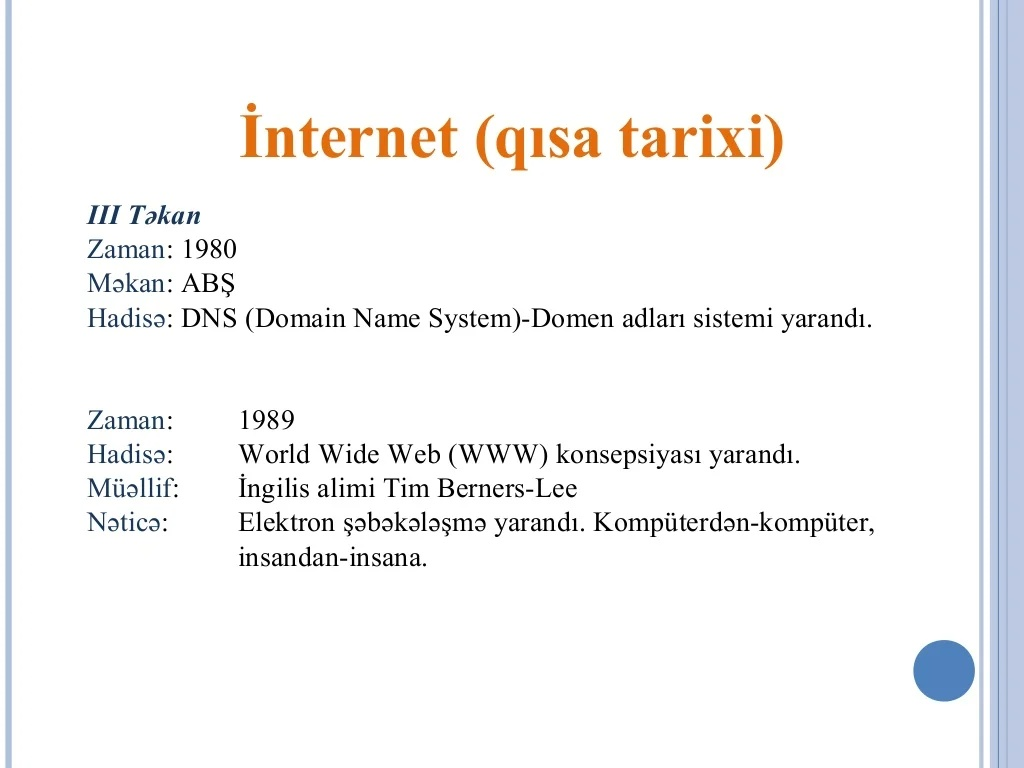 İnternet (qısa tarixi)
III Təkan
Zaman: 1980
Məkan: ABŞ
Hadisə: DNS (Domain Name System)-Domen adları sistemi yarandı.
Zaman: 1989
Hadisə: World Wide Web (WWW) konsepsiyası yarandı.
Müəllif: İngilis alimi Tim Berners-Lee
Nəticə: Elektron şəbəkələşmə yarandı. Kompüterdən-kompüter,
insandan-insana.